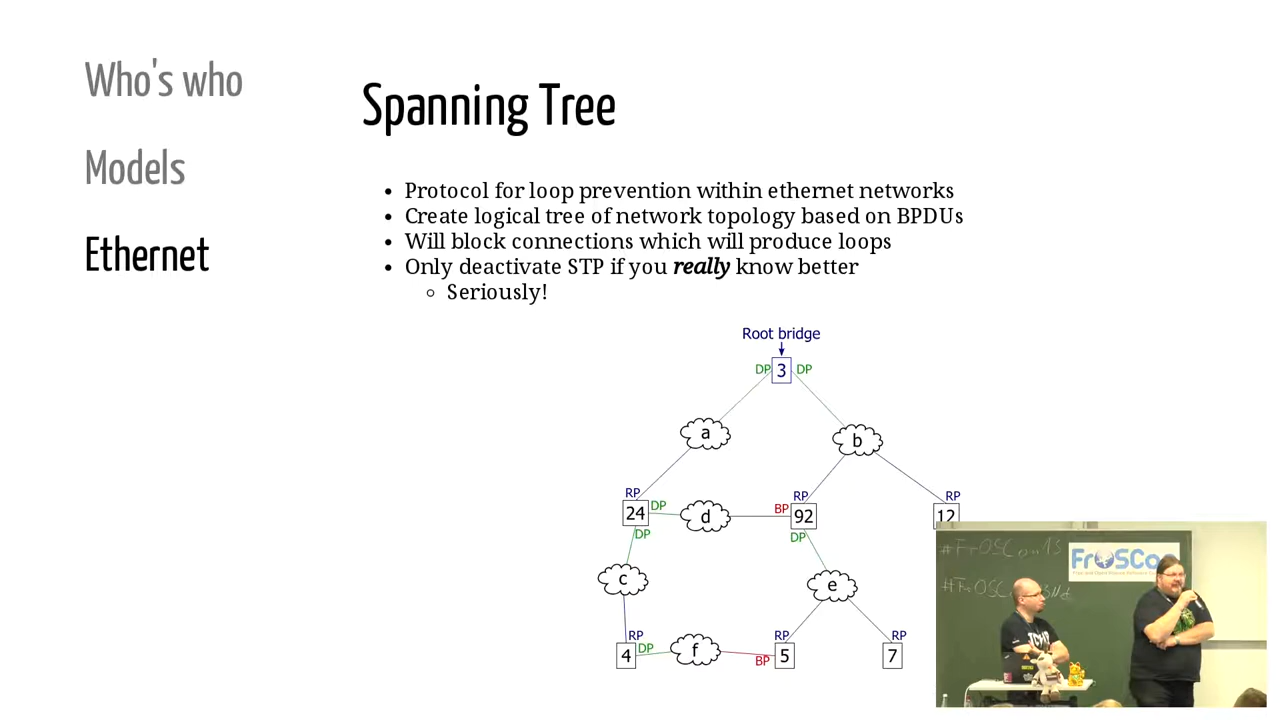 Who's who
Models
Ethernet
Spanning Tree
Protocol for loop prevention within ethernet networks
Create logical tree of network topology based on BPDUs
Will block connections which will produce loops
Only deactivate STP if you really know better
Seriously!
Root bridge
DP 3 DP
a
b
RP
RP
RP
24 DP
d
BP 92
12
DP
DP
c
e
RP
RP
RP
4 DP
f
BP 5
7
#FrOSCon13
FrOSCo